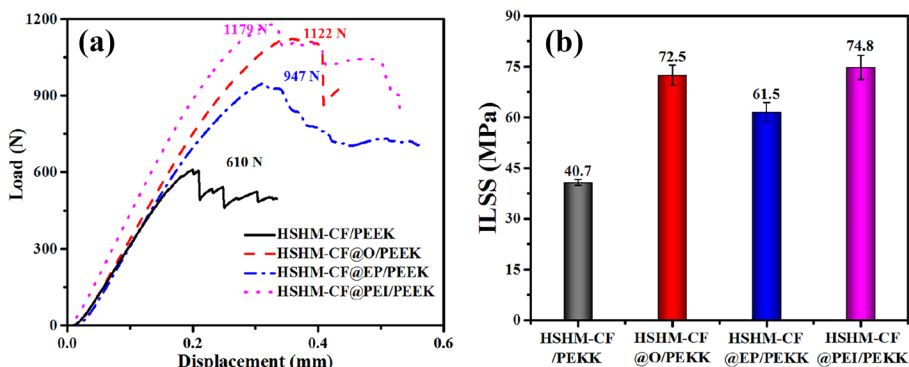 (a)
1200
900
600
300
0
Load (N)
0.0
0.2
0.4
0.6
Displacement (mm)
1179 N
1122 N
947 N
610 N
HSHM-CF/PEEK
HSHM-CF@O/PEEK
HSHM-CF@EP/PEEK
HSHM-CF@PEI/PEEK
(b)
90
75
60
45
30
15
0
ILSS (MPa)
40.7
72.5
61.5
74.8
HSHM-CF
/PEKK
HSHM-CF
@O/PEKK
HSHM-CF
@EP/PEKK
HSHM-CF
@PEI/PEKK